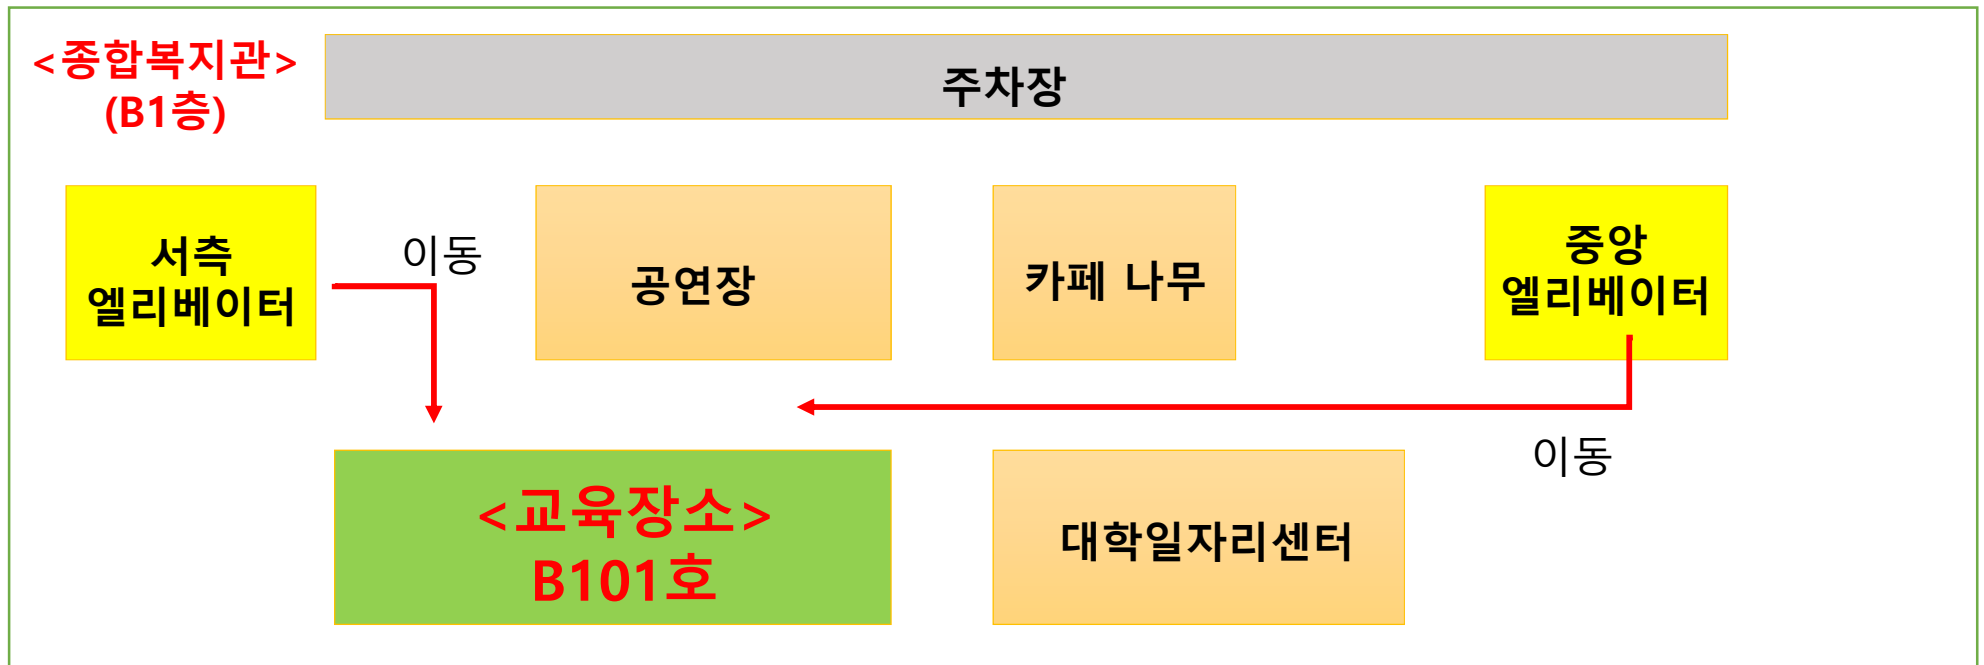 <종합복지관>
(B1층)
주차장
서측
엘리베이터
이동
공연장
카페 나무
중앙
엘리베이터
이동
<교육장소>
B101호
대학일자리센터